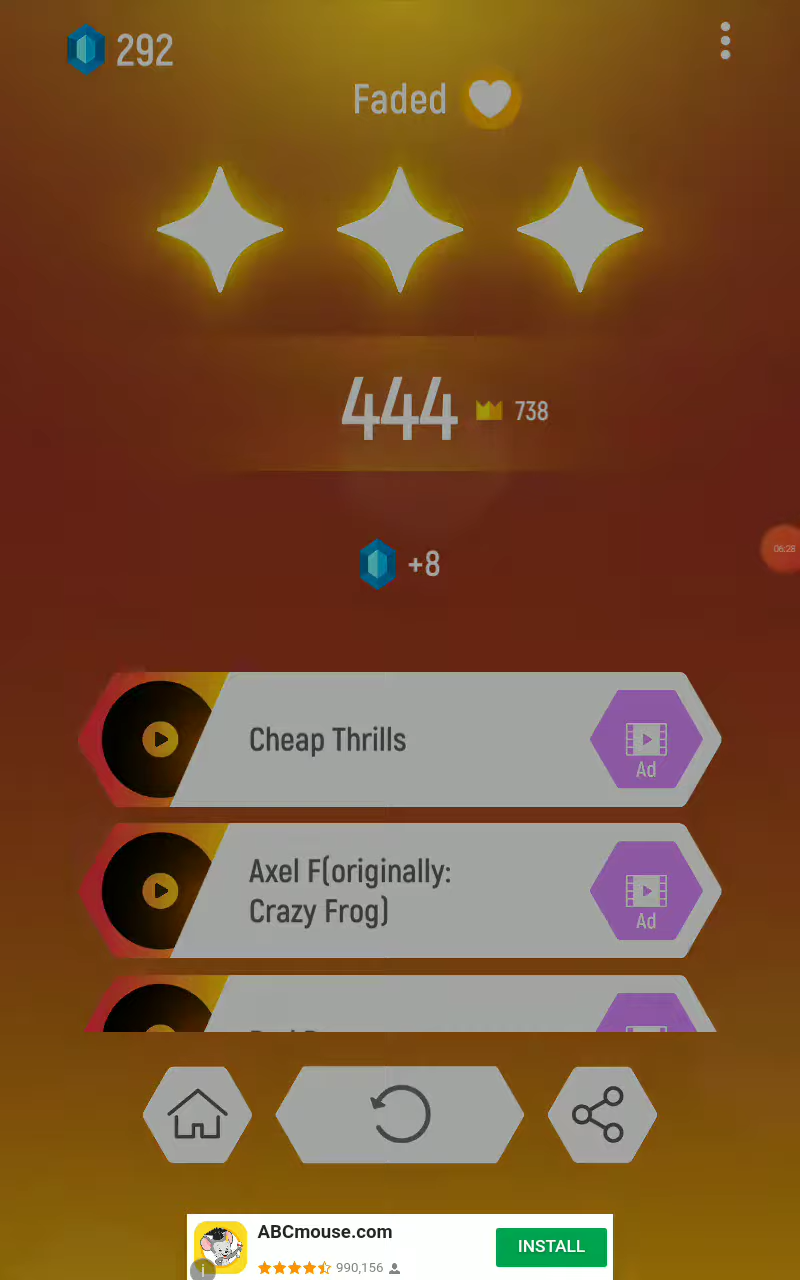 292
Faded
444 738
+8
Cheap Thrills
Ad
Axel F(originally:
Crazy Frog)
Ad
06:28
ABCmouse.com
990,156
INSTALL